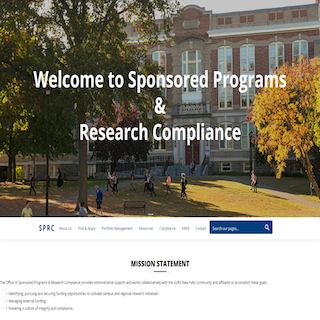 Welcome to Sponsored Programs
&
Research Compliance
SPRC About Us Find & Apply Portfolio Management Resources Compliance HREB Contact Search our pages...
MISSION STATEMENT
The Office of Sponsored Programs & Research Compliance provides administrative support and works collaboratively with the SUNY New Paltz community and affiliates to accomplish these goals:
Identifying, pursuing and securing funding opportunities to cultivate campus and regional research initiatives
Managing external funding
Fostering a culture of integrity and compliance.